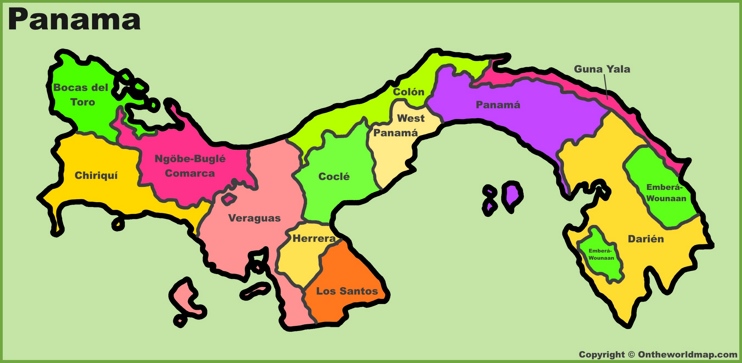 Panama
Bocas del
Toro
Colón
Guna Yala
Panamá
West
Panamá
Ngöbe-Buglé
Comarca
Chiriquí
Coclé
Emberá-
Wounaan
Veraguas
Herrera
Darién
Emberá-
Wounaan
Los Santos
Copyright © Ontheworldmap.com